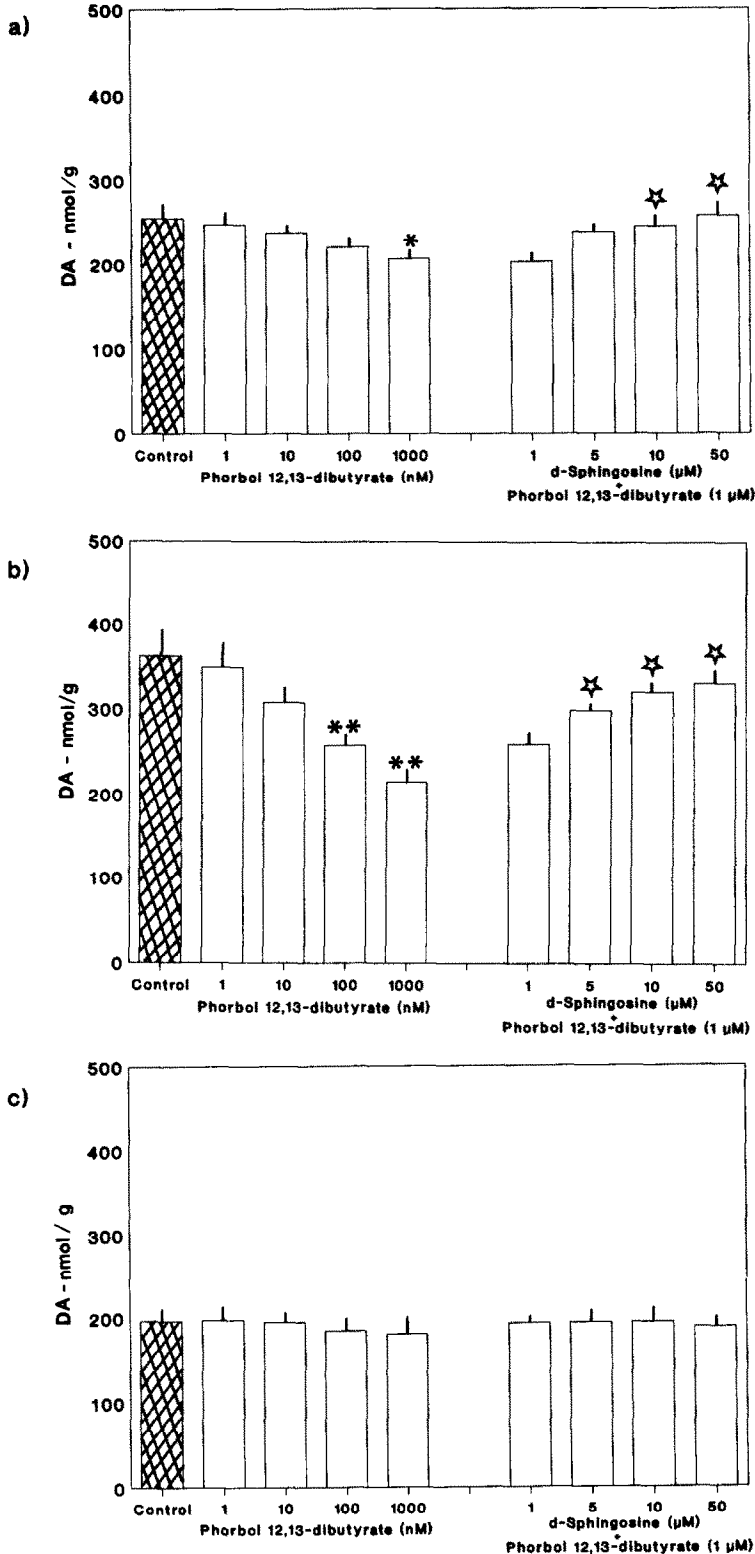 a)
500
400
300
200
100
0
DA - nmol/g
*
Control 1 10 100 1000 1 5 10 50
Phorbol 12,13-dibutyrate (nM)
d-Sphingosine (µM)
+
Phorbol 12,13-dibutyrate (1 µM)
b)
500
400
300
200
100
0
DA - nmol/g
**
**
Control 1 10 100 1000 1 5 10 50
Phorbol 12,13-dibutyrate (nM)
d-Sphingosine (µM)
+
Phorbol 12,13-dibutyrate (1 µM)
c)
500
400
300
200
100
0
DA - nmol / g
Control 1 10 100 1000 1 5 10 50
Phorbol 12,13-dibutyrate (nM)
d-Sphingosine (µM)
+
Phorbol 12,13-dibutyrate (1 µM)